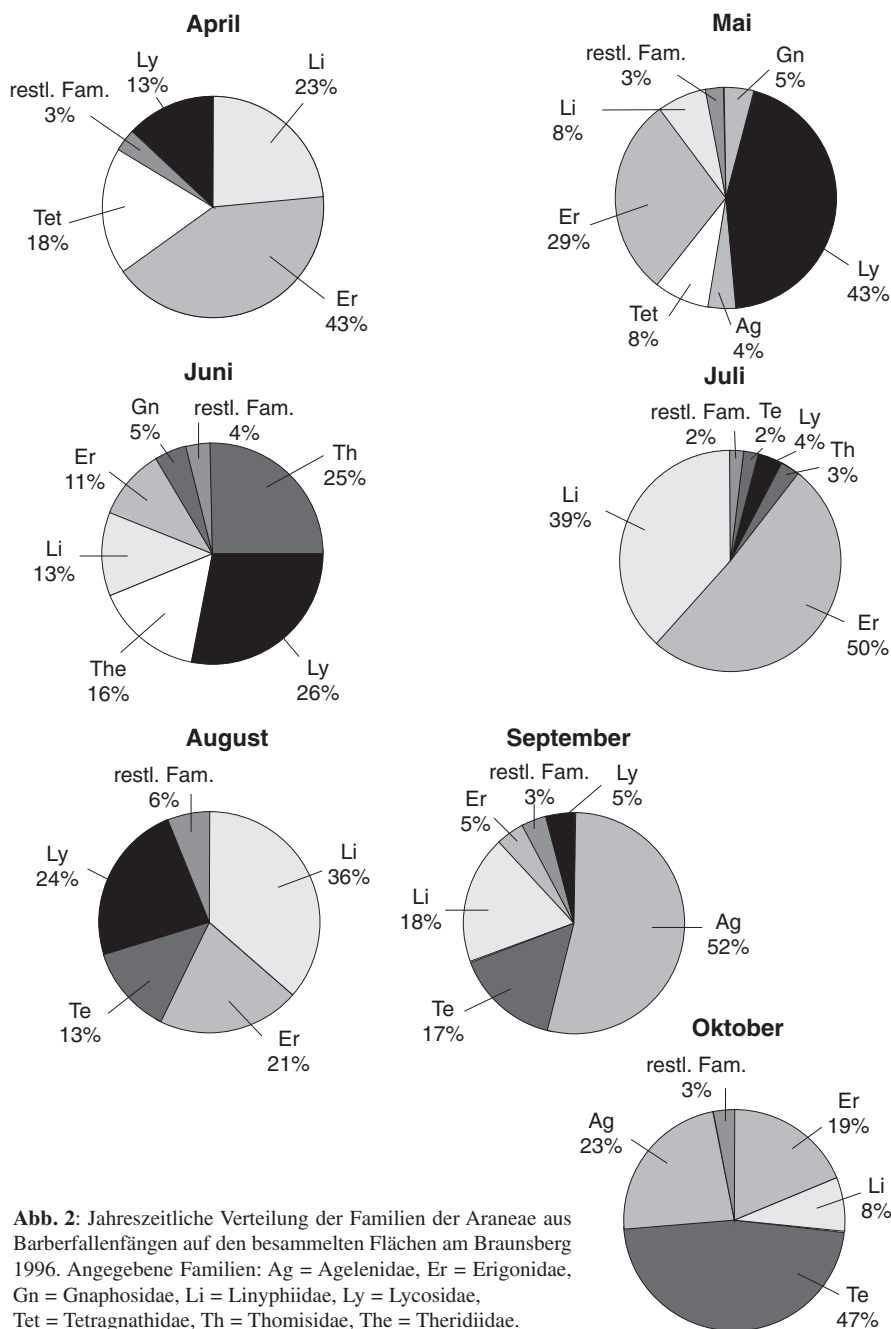 April
Ly
13%
Li
23%
restl. Fam.
3%
Tet
18%
Er
43%
Mai
restl. Fam.
3%
Gn
5%
Li
8%
Er
29%
Tet
8%
Ag
4%
Ly
43%
Juni
Gn
5%
restl. Fam.
4%
Er
11%
Th
25%
Li
13%
The
16%
Ly
26%
Juli
restl. Fam.
2%
Te
2%
Ly
4%
Th
3%
Li
39%
Er
50%
August
restl. Fam.
6%
Ly
24%
Li
36%
Te
13%
Er
21%
September
restl. Fam.
3%
Ly
5%
Er
5%
Li
18%
Ag
52%
Te
17%
Oktober
restl. Fam.
3%
Ag
23%
Er
19%
Li
8%
Te
47%
Abb. 2: Jahreszeitliche Verteilung der Familien der Araneae aus
Barberfallenfängen auf den besammelten Flächen am Braunsberg
1996. Angegebene Familien: Ag = Agelenidae, Er = Erigonidae,
Gn = Gnaphosidae, Li = Linyphiidae, Ly = Lycosidae,
Tet = Tetragnathidae, Th = Thomisidae, The = Theridiidae.